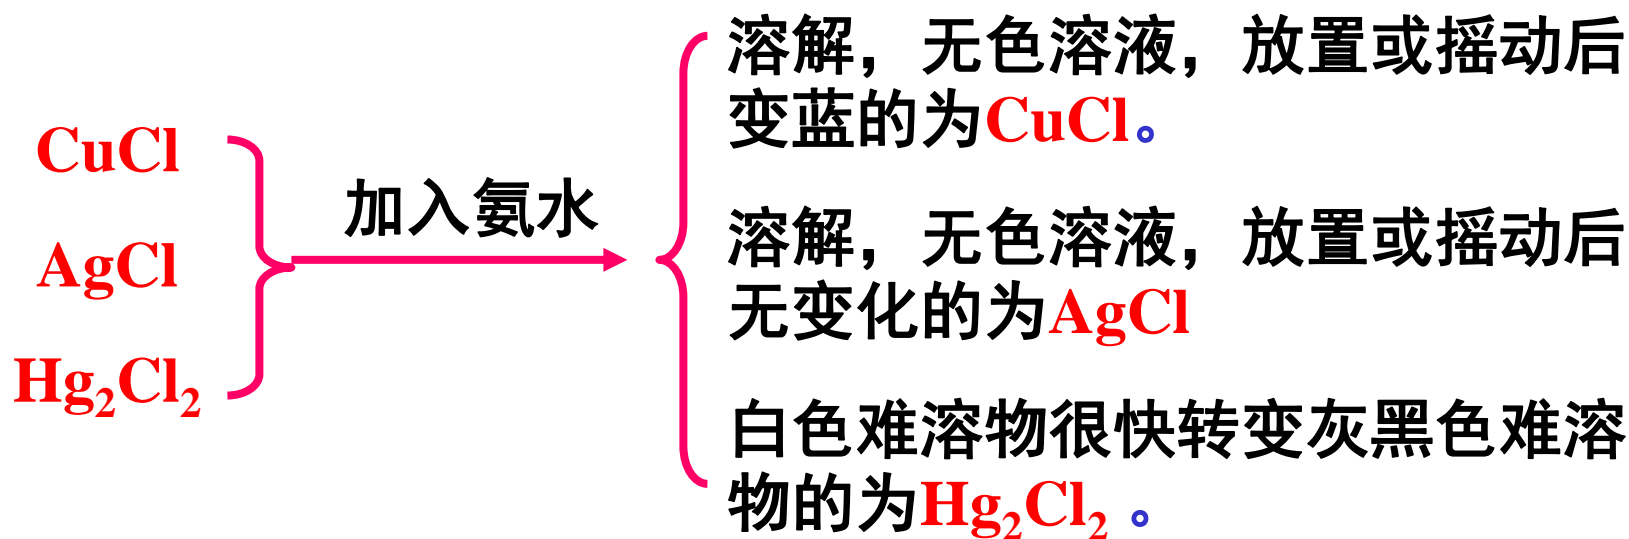 CuCl
AgCl
Hg₂Cl₂
加入氨水
溶解，无色溶液，放置或摇动后
变蓝的为CuCl。
溶解，无色溶液，放置或摇动后
无变化的为AgCl
白色难溶物很快转变灰黑色难溶
物的为Hg₂Cl₂。